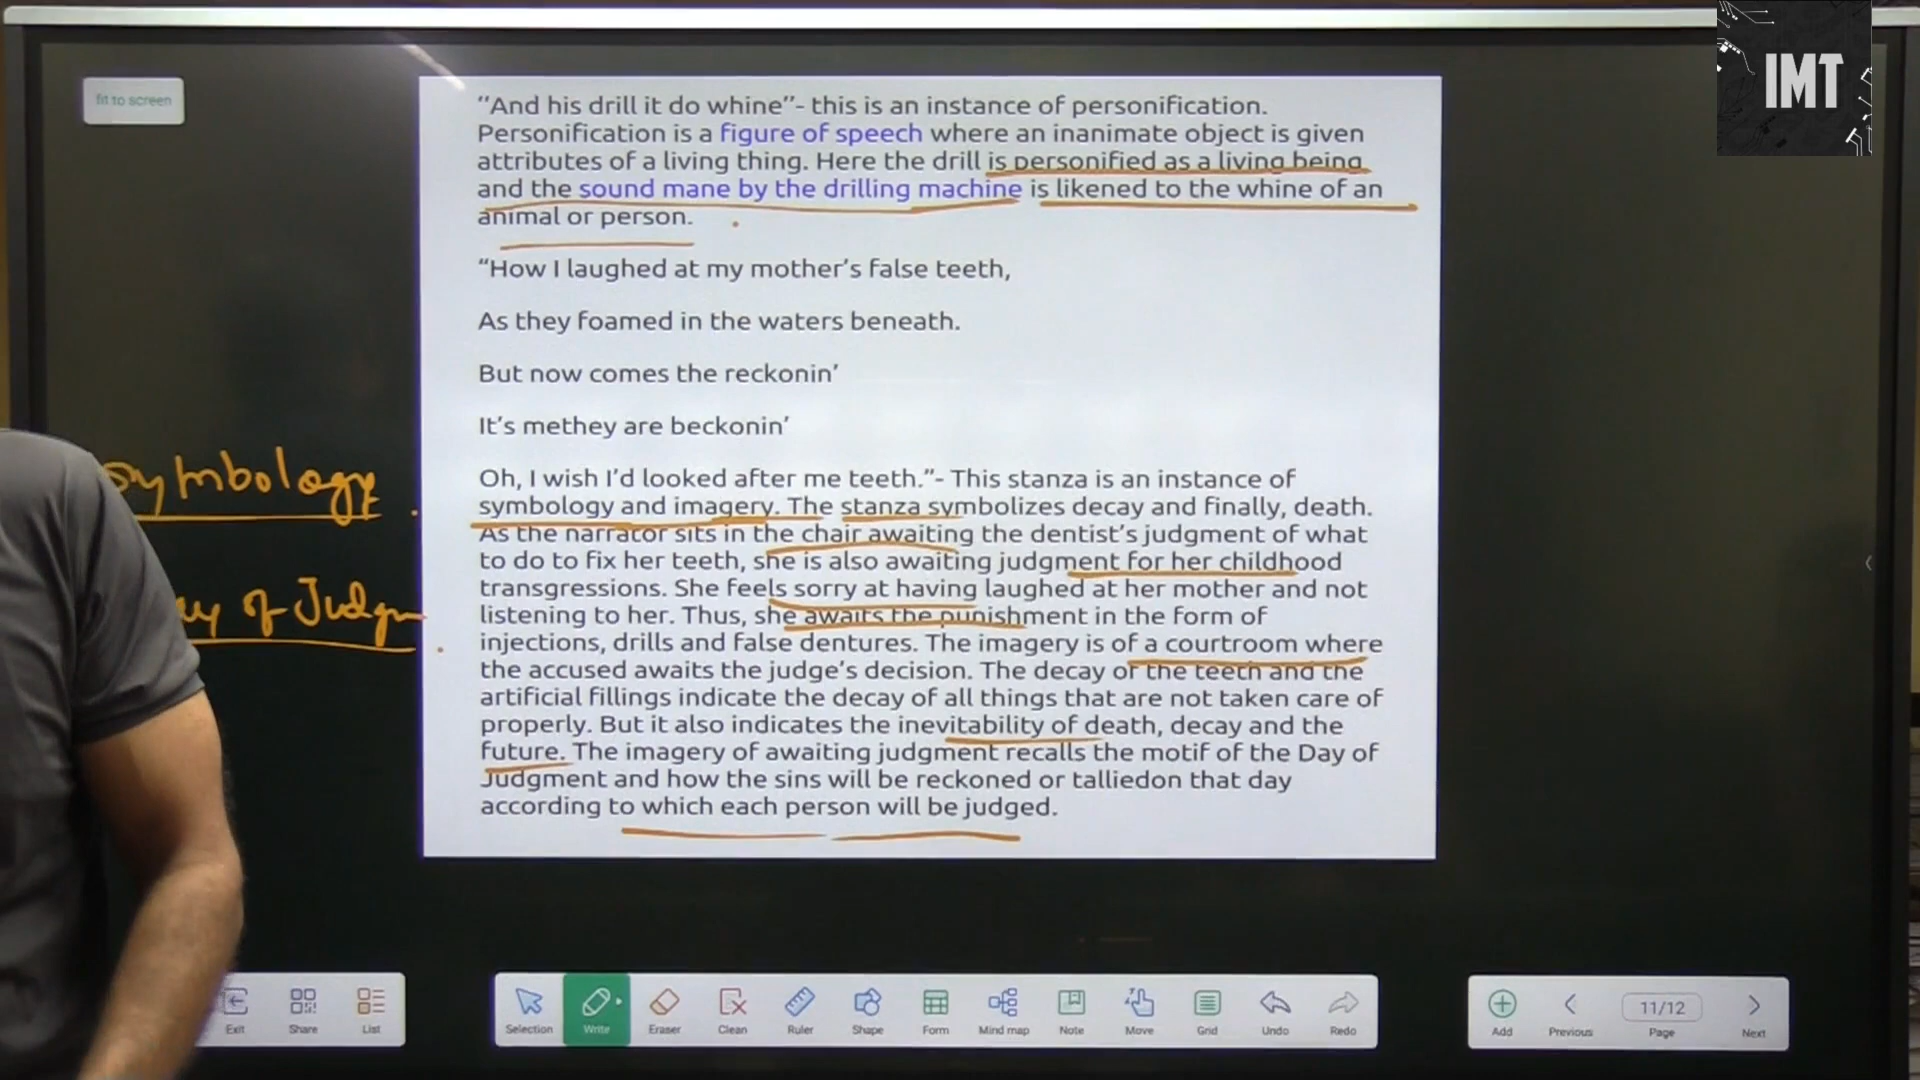 IMT
fit to screen
‘’And his drill it do whine’’- this is an instance of personification.
Personification is a figure of speech where an inanimate object is given
attributes of a living thing. Here the drill is personified as a living being
and the sound mane by the drilling machine is likened to the whine of an
animal or person.
“How I laughed at my mother’s false teeth,
As they foamed in the waters beneath.
But now comes the reckonin’
It’s methey are beckonin’
Oh, I wish I’d looked after me teeth.”- This stanza is an instance of
symbology and imagery. The stanza symbolizes decay and finally, death.
As the narrator sits in the chair awaiting the dentist’s judgment of what
to do to fix her teeth, she is also awaiting judgment for her childhood
transgressions. She feels sorry at having laughed at her mother and not
listening to her. Thus, she awaits the punishment in the form of
injections, drills and false dentures. The imagery is of a courtroom where
the accused awaits the judge’s decision. The decay of the teeth and the
artificial fillings indicate the decay of all things that are not taken care of
properly. But it also indicates the inevitability of death, decay and the
future. The imagery of awaiting judgment recalls the motif of the Day of
Judgment and how the sins will be reckoned or talliedon that day
according to which each person will be judged.
Symbology
ay of Judgm
Exit Share List
Selection Write Eraser Clean Ruler Shape Form Mind map Note Move Grid Undo Redo
11/12
Add Previous Page Next